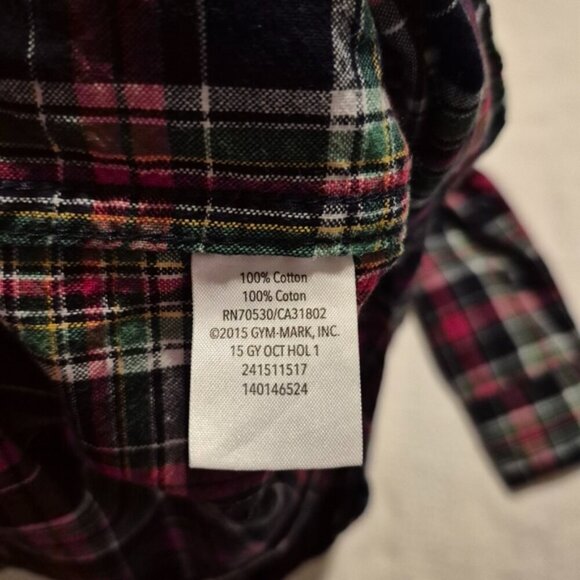 100% Cotton
100% Coton
RN70530/CA31802
©2015 GYM-MARK, INC.
15 GY OCT HOL 1
241511517
140146524